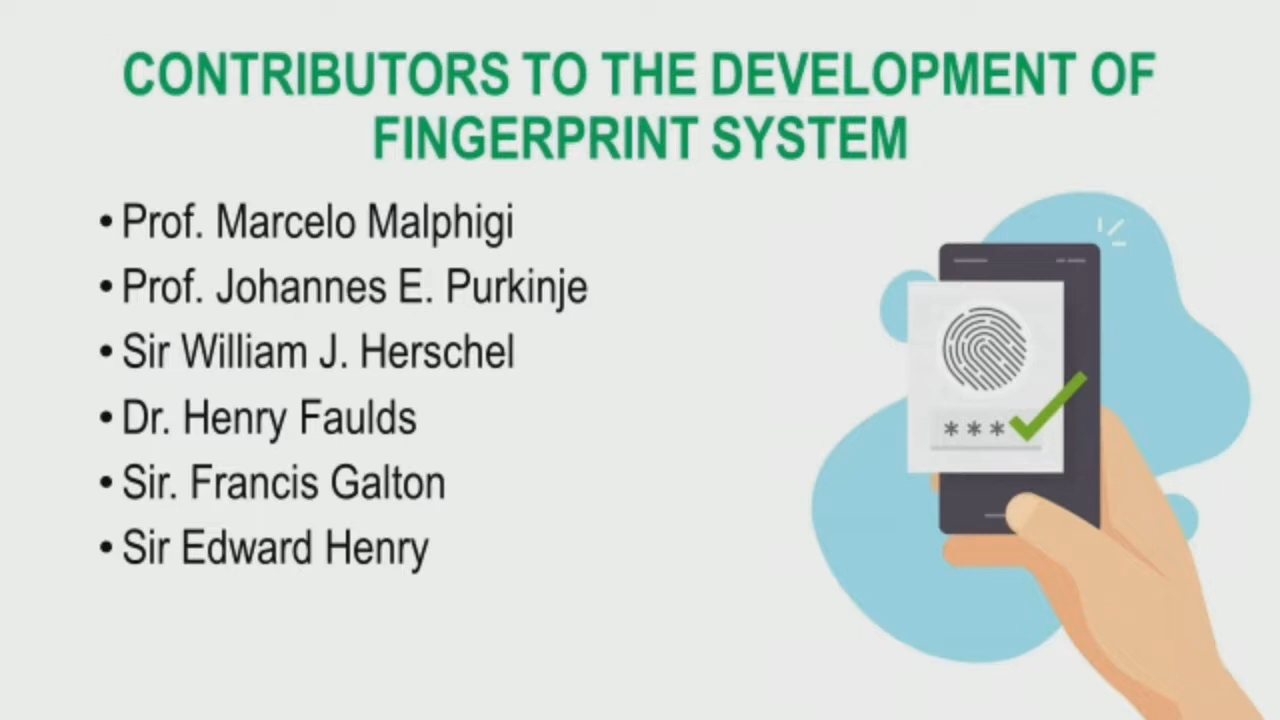 CONTRIBUTORS TO THE DEVELOPMENT OF
FINGERPRINT SYSTEM
• Prof. Marcelo Malphigi
• Prof. Johannes E. Purkinje
• Sir William J. Herschel
• Dr. Henry Faulds
• Sir. Francis Galton
• Sir Edward Henry
***